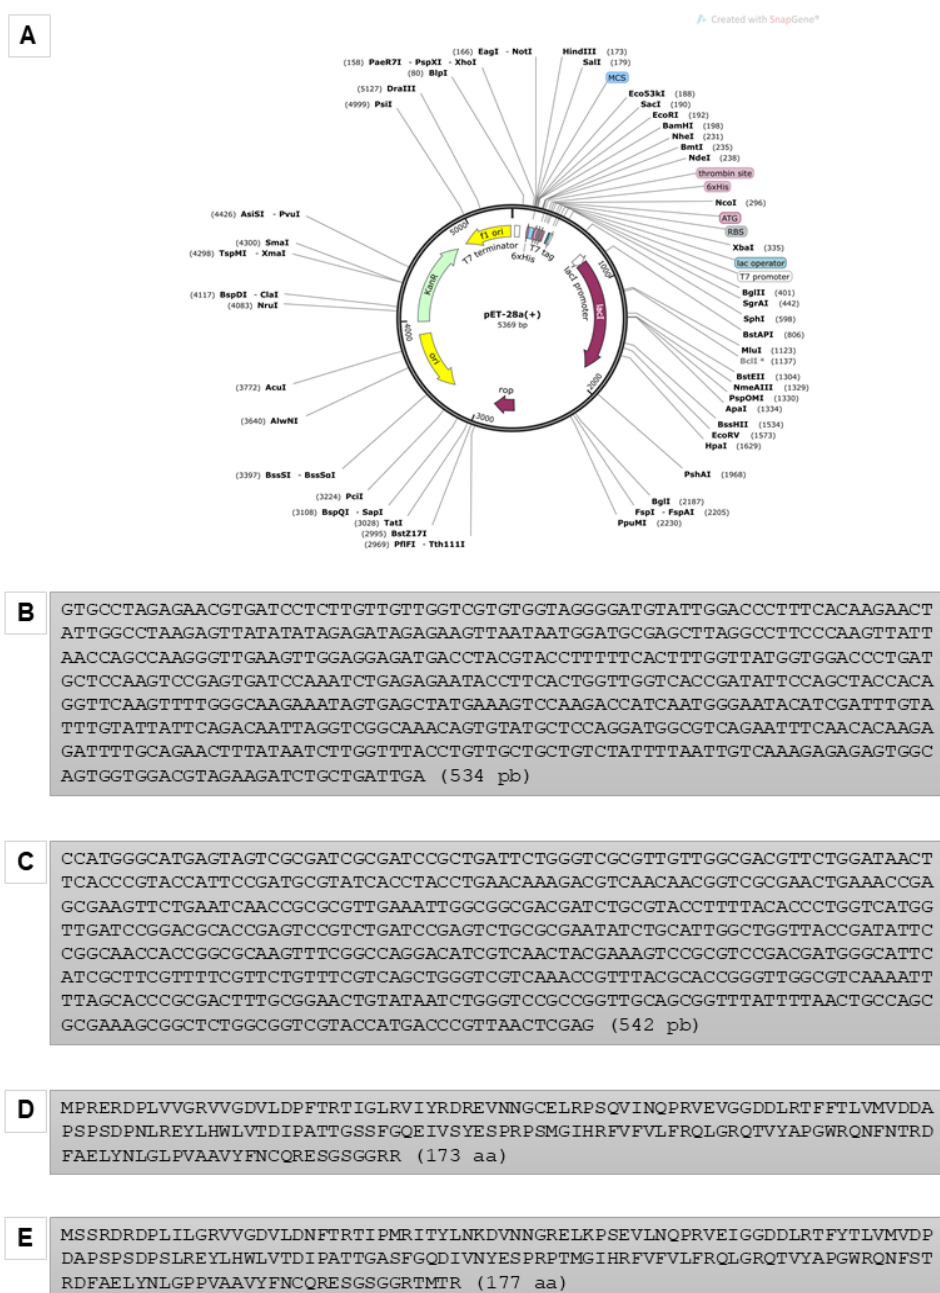 Created with SnapGene®
A
(166) EagI - NotI
HindIII (173)
(158) PaeR7I - PspXI - XhoI
SalI (179)
(80) BlpI
MCS
(5127) DraIII
Eco53kI (188)
(4999) PsiI
SacI (190)
EcoRI (192)
BamHI (198)
NheI (231)
BmtI (235)
NdeI (238)
thrombin site
6xHis
NcoI (296)
ATG
RBS
XbaI (335)
lac operator
T7 promoter
BglII (401)
SgrAI (442)
SphI (598)
BstAPI (806)
MluI (1123)
BclI * (1137)
BstEII (1304)
NmeAIII (1329)
PspOMI (1330)
ApaI (1334)
BssHII (1534)
EcoRV (1573)
HpaI (1629)
PshAI (1968)
BglI (2187)
FspI - FspAI (2205)
PpuMI (2230)
(4426) AsiSI - PvuI
(4300) SmaI
(4298) TspMI - XmaI
(4117) BspDI - ClaI
(4083) NruI
(3772) AcuI
(3640) AlwNI
(3397) BssSI - BssSαI
(3224) PciI
(3108) BspQI - SapI
(3028) TatI
(2995) BstZ17I
(2969) PflFI - Tth111I
f1 ori
T7 terminator
6xHis
T7 tag
lacI promoter
lacI
KanR
ori
rop
pET-28a(+)
5369 bp
1000
2000
3000
4000
5000
B
GTGCCTAGAGAACGTGATCCTCTTGTTGTTGGTCGTGTGGTAGGGGATGTATTGGACCCTTTCACAAGAACT
ATTGGCCTAAGAGTTATATATAGAGATAGAGAAGTTAATAATGGATGCGAGCTTAGGCCTTCCCAAGTTATT
AACCAGCCAAGGGTTGAAGTTGGAGGAGATGACCTACGTACCTTTTTCACTTTGGTTATGGTGGACCCTGAT
GCTCCAAGTCCGAGTGATCCAAATCTGAGAGAATACCTTCACTGGTTGGTCACCGATATTCCAGCTACCACA
GGTTCAAGTTTTGGGCAAGAAATAGTGAGCTATGAAAGTCCAAGACCATCAATGGGAATACATCGATTTGTA
TTTGTATTATTCAGACAATTAGGTCGGCAAACAGTGTATGCTCCAGGATGGCGTCAGAATTTCAACACAAGA
GATTTTGCAGAACTTTATAATCTTGGTTTACCTGTTGCTGCTGTCTATTTTAATTGTCAAAGAGAGAGTGGC
AGTGGTGGACGTAGAAGATCTGCTGATTGA (534 pb)
C
CCATGGGCATGAGTAGTCGCGATCGCGATCCGCTGATTCTGGGTCGCGTTGTTGGCGACGTTCTGGATAACT
TCACCCGTACCATTCCGATGCGTATCACCTACCTGAACAAAGACGTCAACAACGGTCGCGAACTGAAACCGA
GCGAAGTTCTGAATCAACCGCGCGTTGAAATTGGCGGCGACGATCTGCGTACCTTTTACACCCTGGTCATGG
TTGATCCGGACGCACCGAGTCCGTCTGATCCGAGTCTGCGCGAATATCTGCATTGGCTGGTTACCGATATTC
CGGCAACCACCGGCGCAAGTTTCGGCCAGGACATCGTCAACTACGAAAGTCCGCGTCCGACGATGGGCATTC
ATCGCTTCGTTTTCGTTCTGTTTCGTCAGCTGGGTCGTCAAACCGTTTACGCACCGGGTTGGCGTCAAAATT
TTAGCACCCGCGACTTTGCGGAACTGTATAATCTGGGTCCGCCGGTTGCAGCGGTTTATTTTAACTGCCAGC
GCGAAAGCGGCTCTGGCGGTCGTACCATGACCCGTTAACTCGAG (542 pb)
D
MPRERDPLVVGRVVGDVLDPFTRTIGLRVIYRDREVNNGCELRPSQVINQPRVEVGGDDLRTFFTLVMVDDA
PSPSDPNLREYLHWLVTDIPATTGSSFGQEIVSYESPRPSMGIHRFVFVLFRQLGRQTVYAPGWRQNFNTRD
FAELYNLGLPVAAVYFNCQRESGSGGRR (173 aa)
E
MSSRDRDPLILGRVVGDVLDNFTRTIPMRITYLNKDVNNGRELKPSEVLNQPRVEIGGDDLRTFYTLVMVDP
DAPSPSDPSLREYLHWLVTDIPATTGASFGQDIVNYESPRPTMGIHRFVFVLFRQLGRQTVYAPGWRQNFST
RDFAELYNLGPPVAAVYFNCQRESGSGGRTMTR (177 aa)